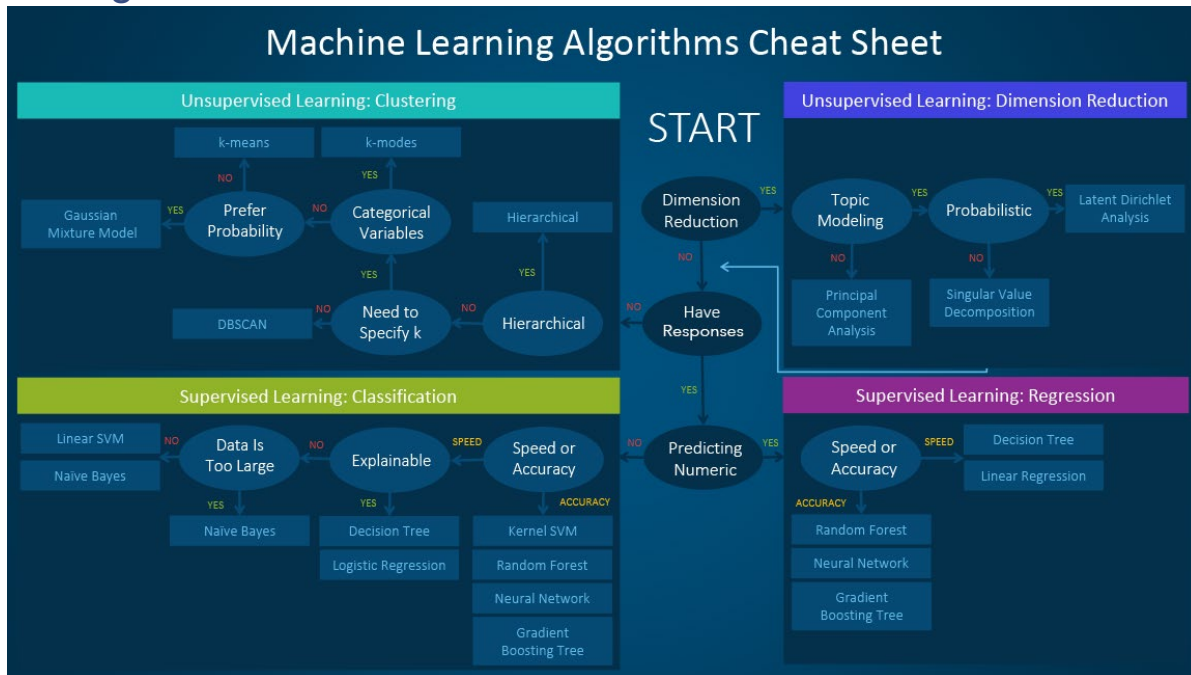 Machine Learning Algorithms Cheat Sheet
Unsupervised Learning: Clustering
k-means
k-modes
NO
YES
Gaussian
Mixture Model
YES
Prefer
Probability
NO
Categorical
Variables
Hierarchical
YES
YES
DBSCAN
NO
Need to
Specify k
NO
Hierarchical
NO
START
Dimension
Reduction
YES
NO
Have
Responses
YES
NO
Predicting
Numeric
YES
Unsupervised Learning: Dimension Reduction
Topic
Modeling
YES
Probabilistic
YES
Latent Dirichlet
Analysis
NO
NO
Principal
Component
Analysis
Singular Value
Decomposition
Supervised Learning: Classification
Linear SVM
Naïve Bayes
NO
Data Is
Too Large
NO
Explainable
SPEED
Speed or
Accuracy
YES
YES
ACCURACY
Naïve Bayes
Decision Tree
Logistic Regression
Kernel SVM
Random Forest
Neural Network
Gradient
Boosting Tree
Supervised Learning: Regression
Speed or
Accuracy
SPEED
Decision Tree
Linear Regression
ACCURACY
Random Forest
Neural Network
Gradient
Boosting Tree